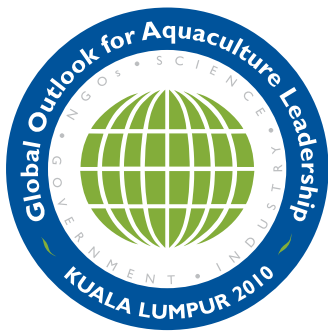 Global Outlook for Aquaculture Leadership
GOVERNMENT • NGOs • SCIENCE • INDUSTRY •
KUALA LUMPUR 2010